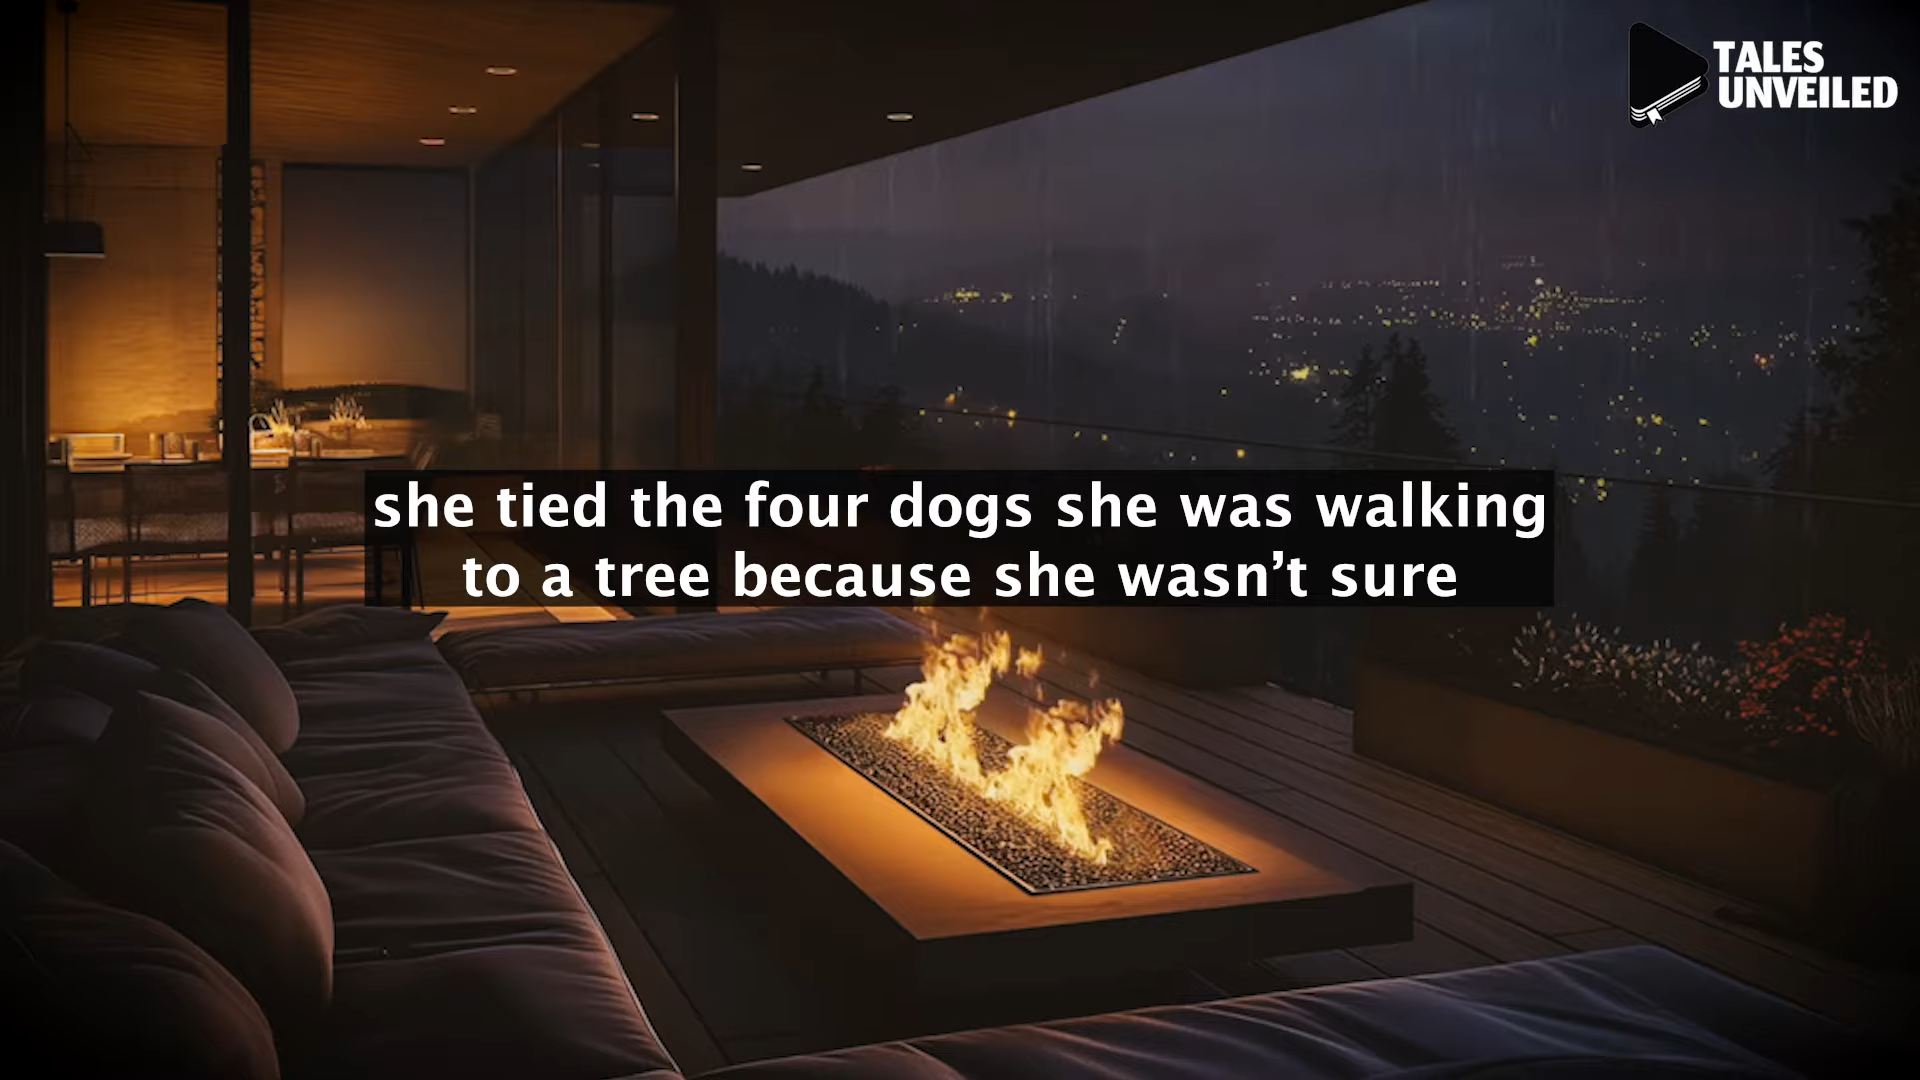 TALES
UNVEILED
she tied the four dogs she was walking
to a tree because she wasn’t sure